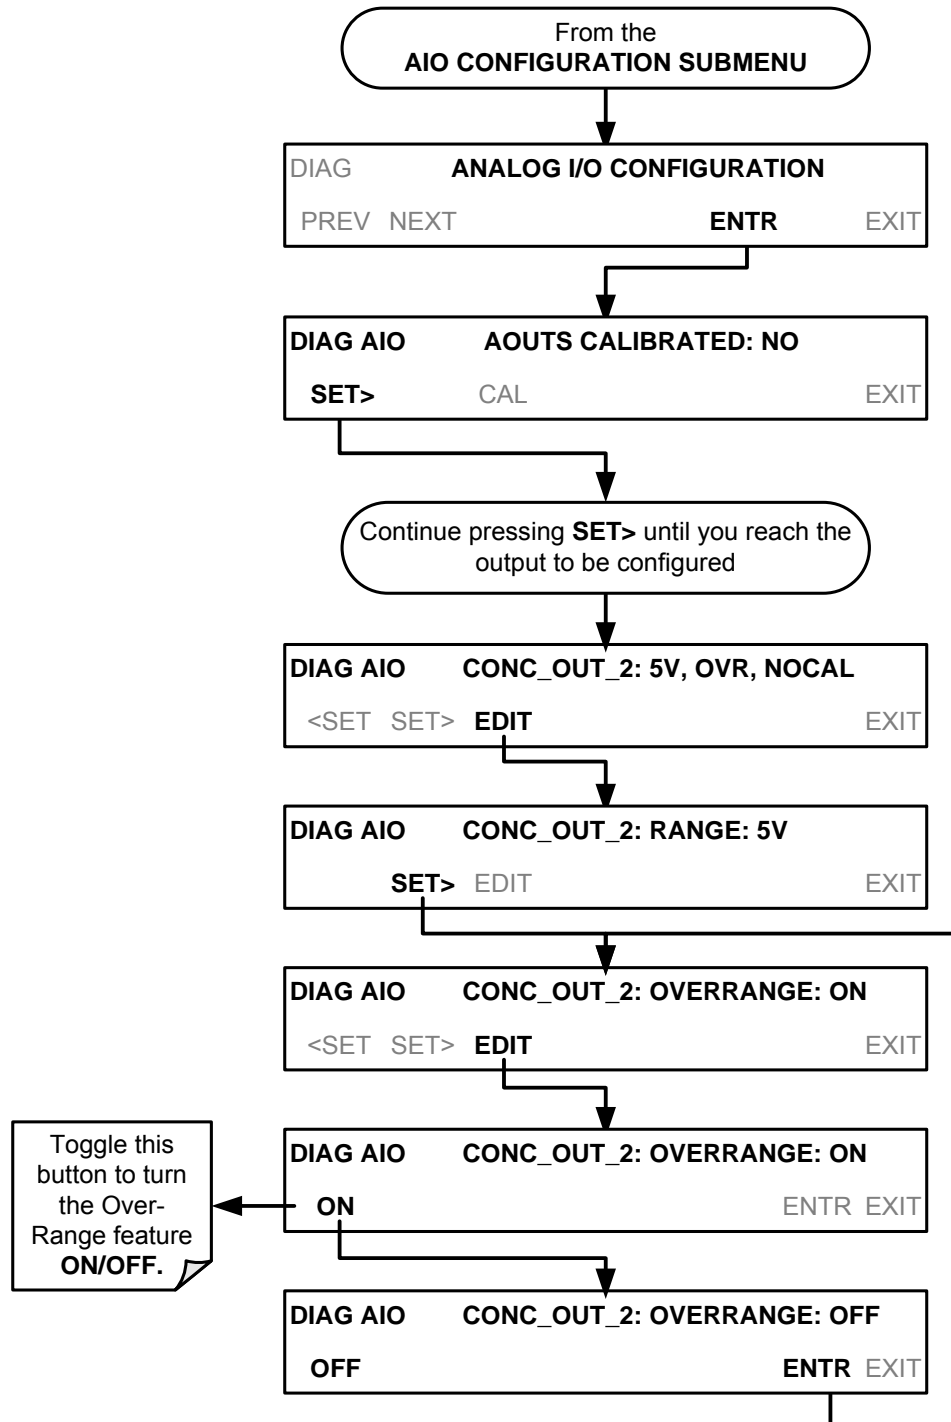 From the
AIO CONFIGURATION SUBMENU
DIAG ANALOG I/O CONFIGURATION
PREV NEXT ENTR EXIT
DIAG AIO AOUTS CALIBRATED: NO
SET> CAL EXIT
Continue pressing SET> until you reach the
output to be configured
DIAG AIO CONC_OUT_2: 5V, OVR, NOCAL
<SET SET> EDIT EXIT
DIAG AIO CONC_OUT_2: RANGE: 5V
SET> EDIT EXIT
DIAG AIO CONC_OUT_2: OVERRANGE: ON
<SET SET> EDIT EXIT
Toggle this
button to turn
the Over-
Range feature
ON/OFF.
DIAG AIO CONC_OUT_2: OVERRANGE: ON
ON ENTR EXIT
DIAG AIO CONC_OUT_2: OVERRANGE: OFF
OFF ENTR EXIT